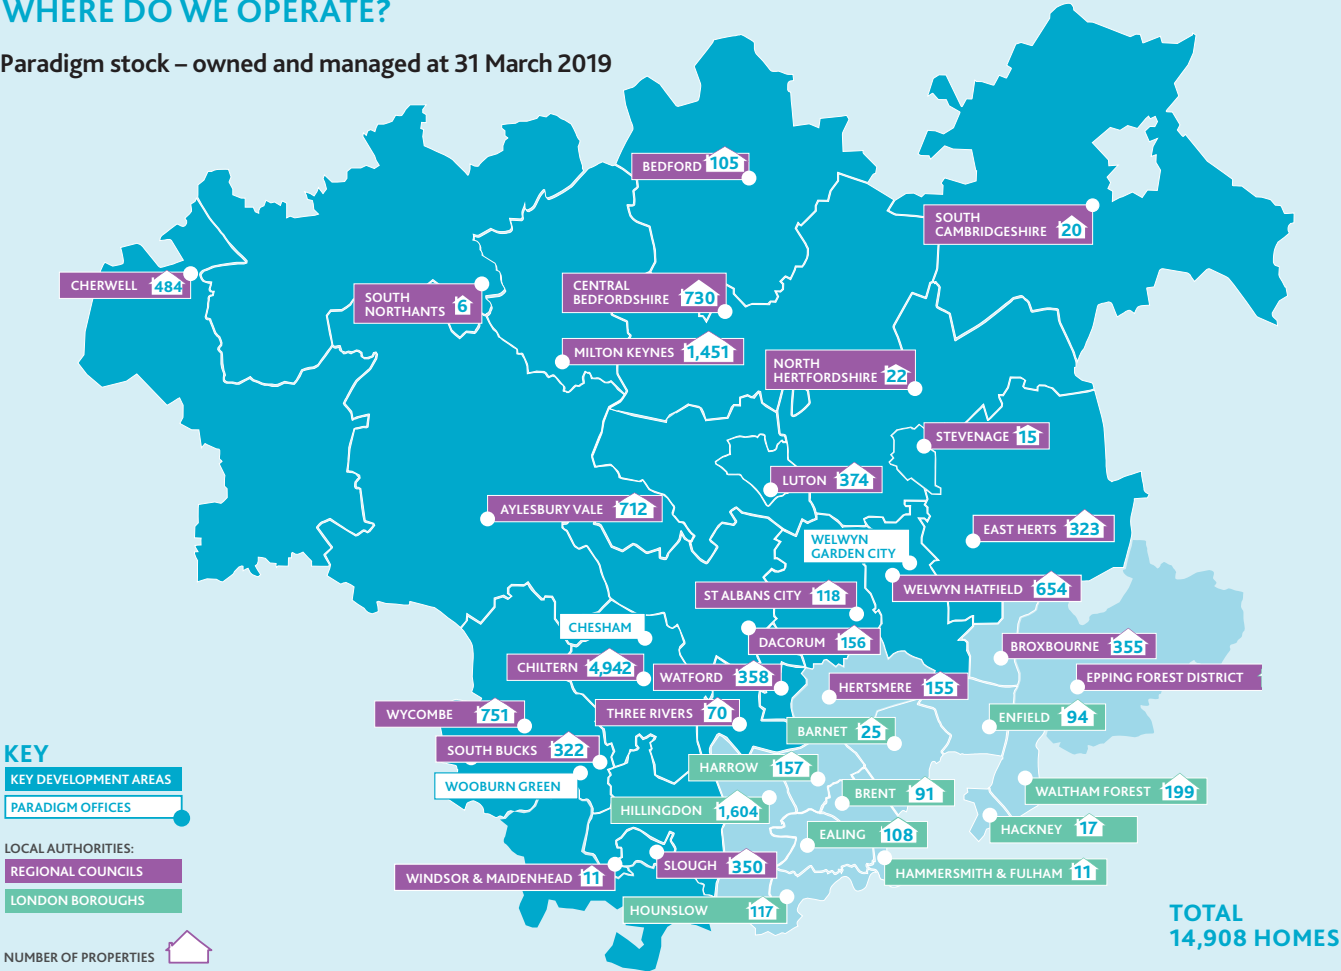 WHERE DO WE OPERATE?
Paradigm stock – owned and managed at 31 March 2019
BEDFORD 105
SOUTH
CAMBRIDGESHIRE 20
CHERWELL 484
SOUTH
NORTHANTS 6
CENTRAL
BEDFORDSHIRE 730
MILTON KEYNES 1,451
NORTH
HERTFORDSHIRE 22
STEVENAGE 15
LUTON 374
AYLESBURY VALE 712
EAST HERTS 323
WELWYN
GARDEN CITY
WELWYN HATFIELD 654
ST ALBANS CITY 118
CHESHAM
DACORUM 156
BROXBOURNE 355
CHILTERN 4,942
WATFORD 358
HERTSMERE 155
EPPING FOREST DISTRICT
WYCOMBE 751
THREE RIVERS 70
ENFIELD 94
BARNET 25
SOUTH BUCKS 322
HARROW 157
WOOBURN GREEN
BRENT 91
WALTHAM FOREST 199
HILLINGDON 1,604
EALING 108
HACKNEY 17
SLOUGH 350
HAMMERSMITH & FULHAM 11
WINDSOR & MAIDENHEAD 11
HOUNSLOW 117
KEY
KEY DEVELOPMENT AREAS
PARADIGM OFFICES
LOCAL AUTHORITIES:
REGIONAL COUNCILS
LONDON BOROUGHS
NUMBER OF PROPERTIES
TOTAL
14,908 HOMES